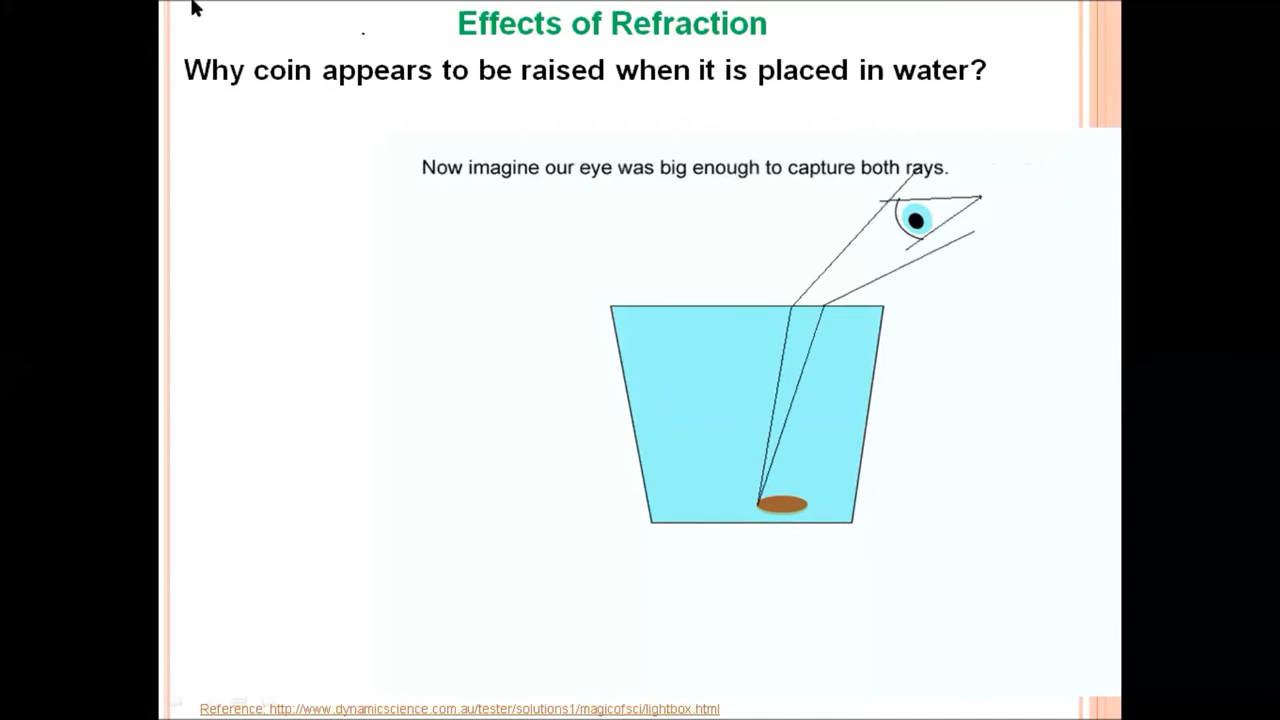 Effects of Refraction
Why coin appears to be raised when it is placed in water?
Now imagine our eye was big enough to capture both rays.
Reference: http://www.dynamicscience.com.au/tester/solutions1/magicofsci/lightbox.html